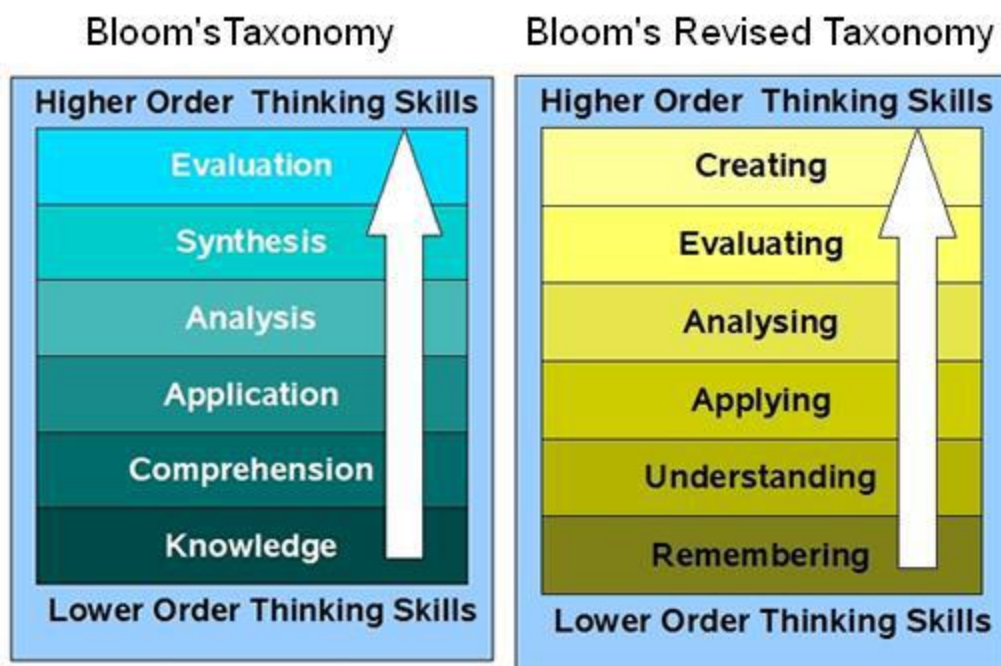 Bloom'sTaxonomy
Higher Order Thinking Skills
Evaluation
Synthesis
Analysis
Application
Comprehension
Knowledge
Lower Order Thinking Skills
Bloom's Revised Taxonomy
Higher Order Thinking Skills
Creating
Evaluating
Analysing
Applying
Understanding
Remembering
Lower Order Thinking Skills